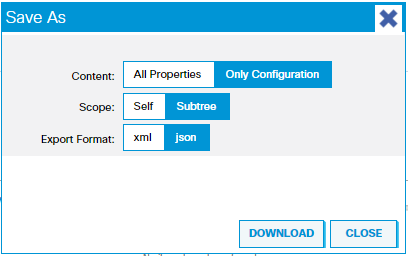 Save As
Content: All Properties Only Configuration
Scope: Self Subtree
Export Format: xml json
DOWNLOAD CLOSE